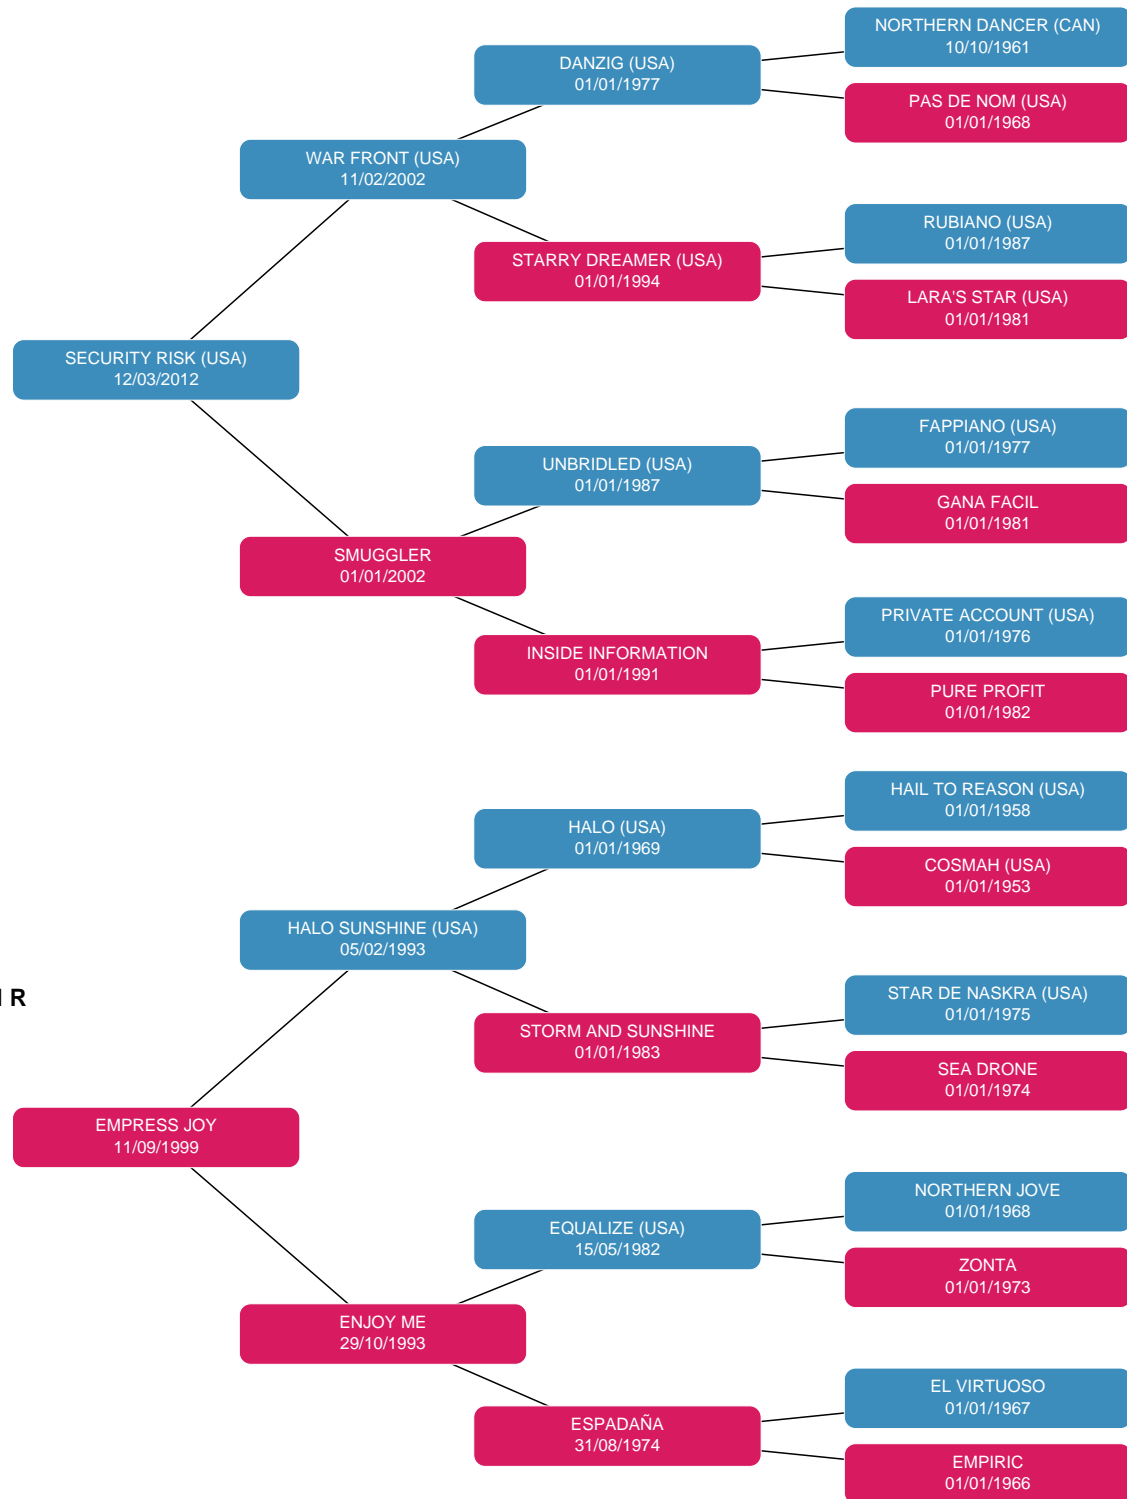 NORTHERN DANCER (CAN)
10/10/1961
DANZIG (USA)
01/01/1977
PAS DE NOM (USA)
01/01/1968
WAR FRONT (USA)
11/02/2002
RUBIANO (USA)
01/01/1987
STARRY DREAMER (USA)
01/01/1994
LARA'S STAR (USA)
01/01/1981
SECURITY RISK (USA)
12/03/2012
FAPPIANO (USA)
01/01/1977
UNBRIDLED (USA)
01/01/1987
GANA FACIL
01/01/1981
SMUGGLER
01/01/2002
PRIVATE ACCOUNT (USA)
01/01/1976
INSIDE INFORMATION
01/01/1991
PURE PROFIT
01/01/1982
HAIL TO REASON (USA)
01/01/1958
HALO (USA)
01/01/1969
COSMAH (USA)
01/01/1953
HALO SUNSHINE (USA)
05/02/1993
STAR DE NASKRA (USA)
01/01/1975
R
STORM AND SUNSHINE
01/01/1983
SEA DRONE
01/01/1974
EMPRESS JOY
11/09/1999
NORTHERN JOVE
01/01/1968
EQUALIZE (USA)
15/05/1982
ZONTA
01/01/1973
ENJOY ME
29/10/1993
EL VIRTUOSO
01/01/1967
ESPADAÑA
31/08/1974
EMPIRIC
01/01/1966